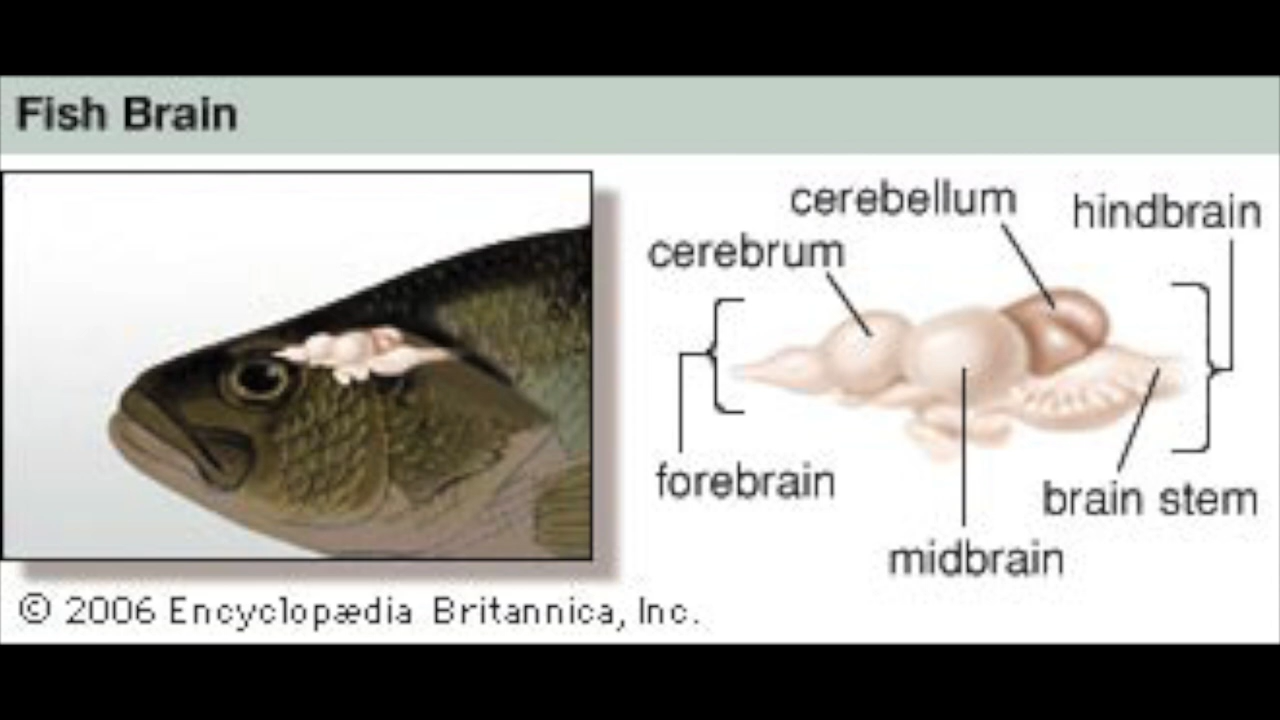 Fish Brain
cerebellum
hindbrain
cerebrum
forebrain
brain stem
midbrain
© 2006 Encyclopædia Britannica, Inc.